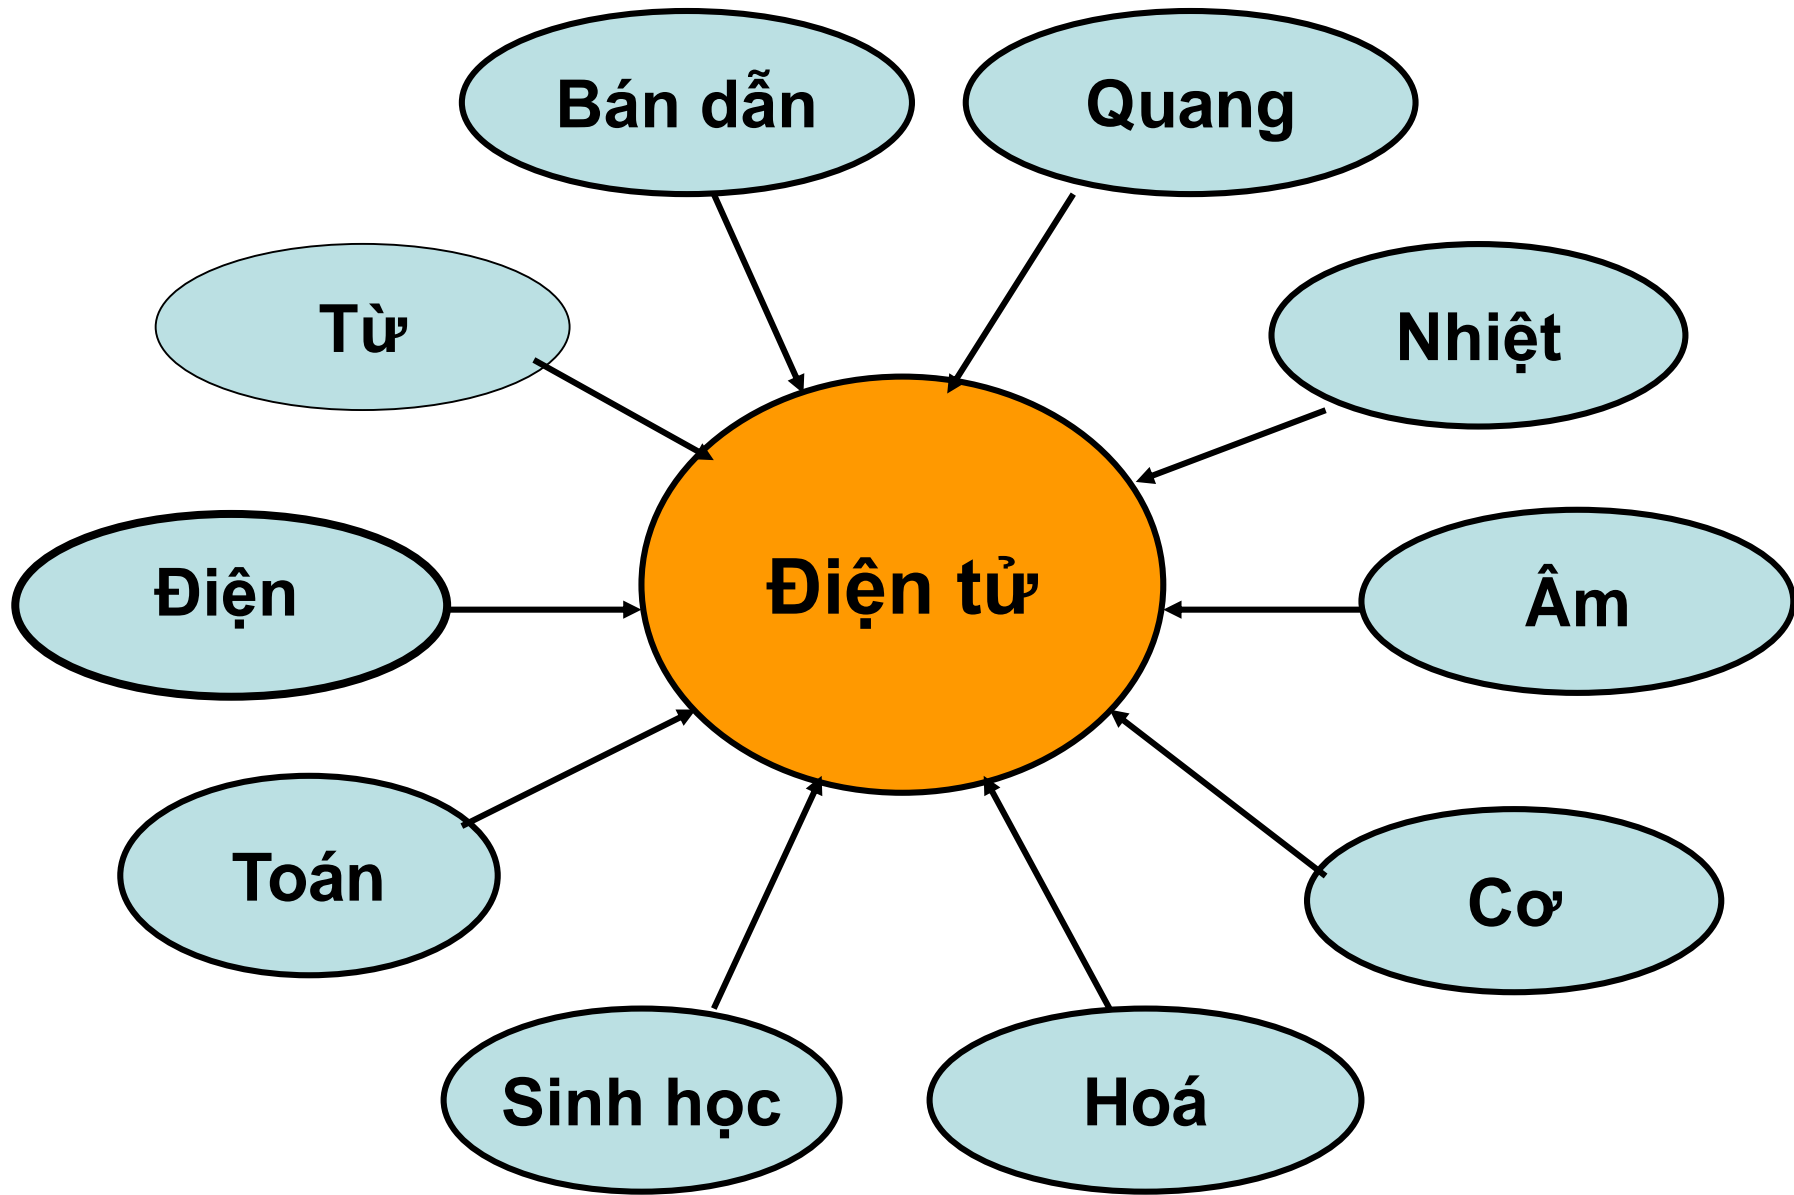 Bán dẫn
Quang
Từ
Nhiệt
Điện tử
Điện
Âm
Toán
Cơ
Sinh học
Hoá